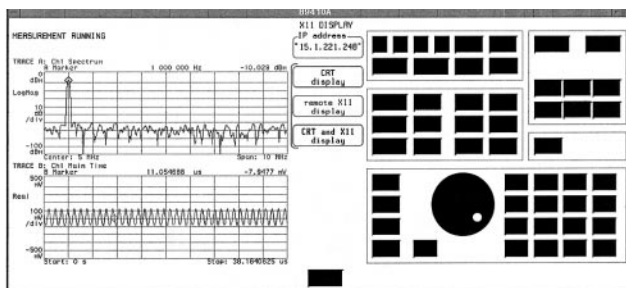 89410A
X11 DISPLAY
IP address
"15.1.221.248"
MEASUREMENT RUNNING
TRACE A: Ch1 Spectrum
A Marker 1 000 000 Hz -10.029 dBm
0
dBm
LogMag
10
dB
/div
-100
dBm
Center: 5 MHz Span: 10 MHz
CRT
display
remote X11
display
CRT and X11
display
TRACE B: Ch1 Main Time
B Marker 11.054688 us -7.9477 mV
500
mV
Real
100
mV
/div
-500
mV
Start: 0 s Stop: 38.1640625 us